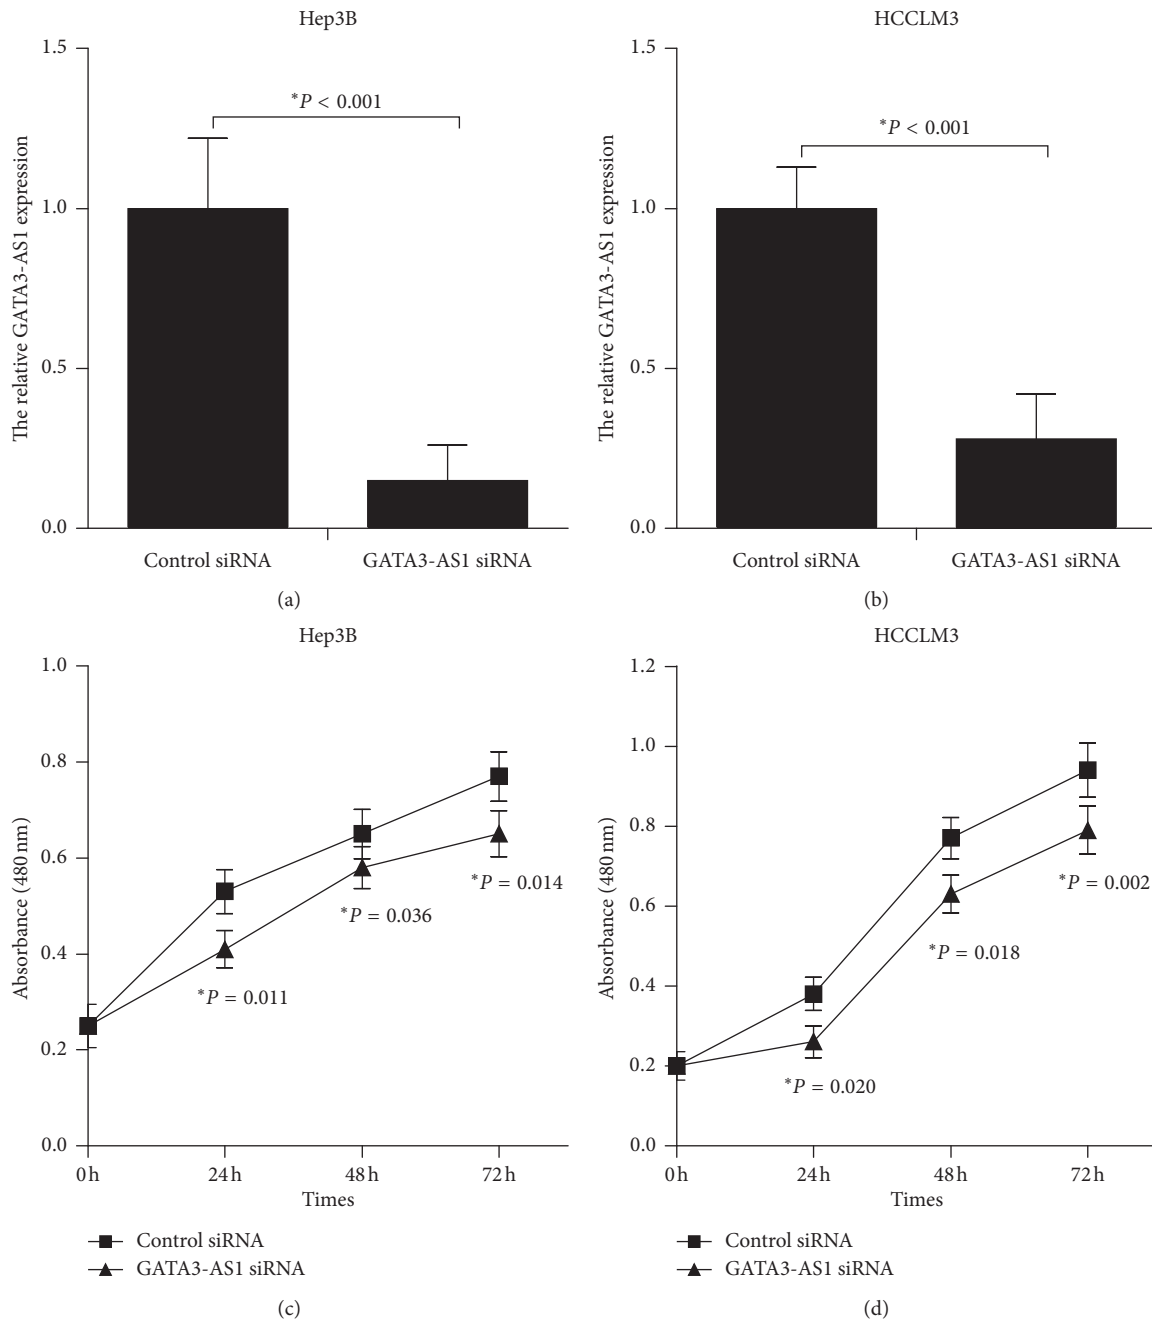 Hep3B
1.5
1.0
0.5
0.0
The relative GATA3-AS1 expression
*P < 0.001
Control siRNA
GATA3-AS1 siRNA
(a)
HCCLM3
1.5
1.0
0.5
0.0
The relative GATA3-AS1 expression
*P < 0.001
Control siRNA
GATA3-AS1 siRNA
(b)
Hep3B
1.0
0.8
0.6
0.4
0.2
0.0
Absorbance (480 nm)
*P = 0.011
*P = 0.036
*P = 0.014
0 h
24 h
48 h
72 h
Times
Control siRNA
GATA3-AS1 siRNA
(c)
HCCLM3
1.2
1.0
0.8
0.6
0.4
0.2
0.0
Absorbance (480 nm)
*P = 0.020
*P = 0.018
*P = 0.002
0 h
24 h
48 h
72 h
Times
Control siRNA
GATA3-AS1 siRNA
(d)